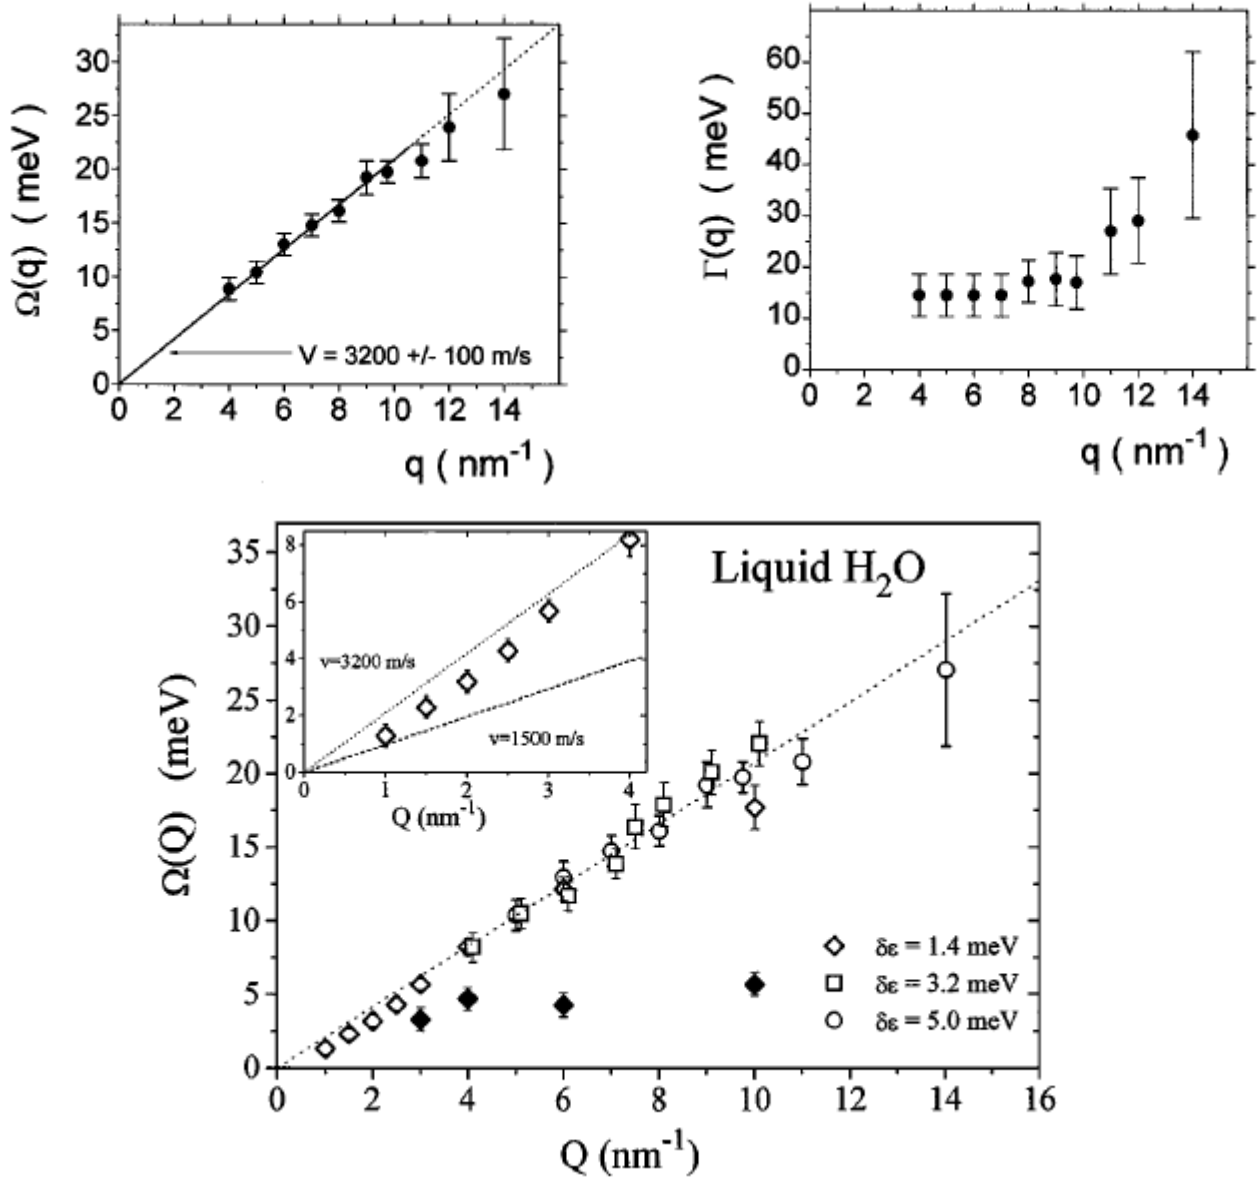 Ω(q) ( meV )
30
25
20
15
10
5
0
V = 3200 +/- 100 m/s
0 2 4 6 8 10 12 14
q ( nm⁻¹ )
Γ(q) ( meV )
60
50
40
30
20
10
0
0 2 4 6 8 10 12 14
q ( nm⁻¹ )
Ω(Q) (meV)
35
30
25
20
15
10
5
0
Liquid H₂O
8
6
4
2
0
v=3200 m/s
v=1500 m/s
1 2 3 4
Q (nm⁻¹)
δε = 1.4 meV
δε = 3.2 meV
δε = 5.0 meV
0 2 4 6 8 10 12 14 16
Q (nm⁻¹)